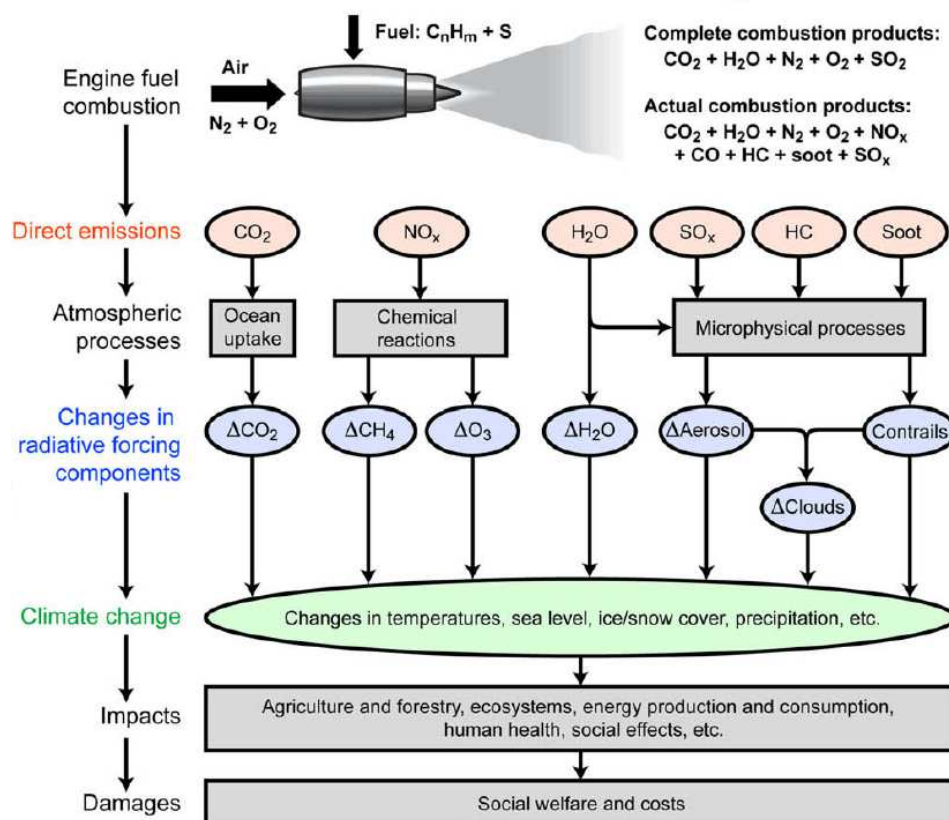 Fuel: CₙHₘ + S
Complete combustion products:
CO₂ + H₂O + N₂ + O₂ + SO₂
Engine fuel
combustion
Air
N₂ + O₂
Actual combustion products:
CO₂ + H₂O + N₂ + O₂ + NOₓ
+ CO + HC + soot + SOₓ
Direct emissions
CO₂
NOₓ
H₂O
SOₓ
HC
Soot
Atmospheric
processes
Ocean
uptake
Chemical
reactions
Microphysical processes
Changes in
radiative forcing
components
ΔCO₂
ΔCH₄
ΔO₃
ΔH₂O
ΔAerosol
Contrails
ΔClouds
Climate change
Changes in temperatures, sea level, ice/snow cover, precipitation, etc.
Impacts
Agriculture and forestry, ecosystems, energy production and consumption,
human health, social effects, etc.
Damages
Social welfare and costs